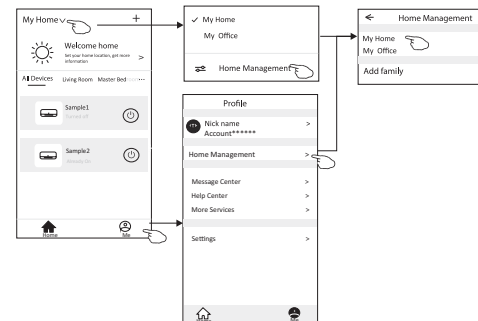 My Home
+
Welcome home
Set your home location, get more
information
>
All Devices Living Room Master Bed ...
Sample1
Turned off
Sample2
Home
Me
✓ My Home
My Office
Home Management
Profile
Nick name >
Account******
Home Management >
Message Center >
Help Center >
More Services >
Settings >
Me
← Home Management
My Home
My Office
Add family